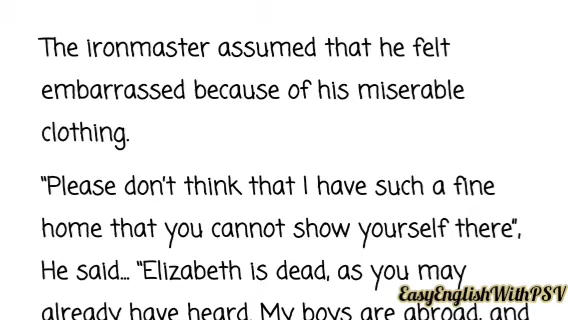 The ironmaster assumed that he felt
embarrassed because of his miserable
clothing.
"Please don't think that I have such a fine
home that you cannot show yourself there",
He said... "Elizabeth is dead, as you may
already have heard. My boys are abroad, and
EasyEnglishWithPSV